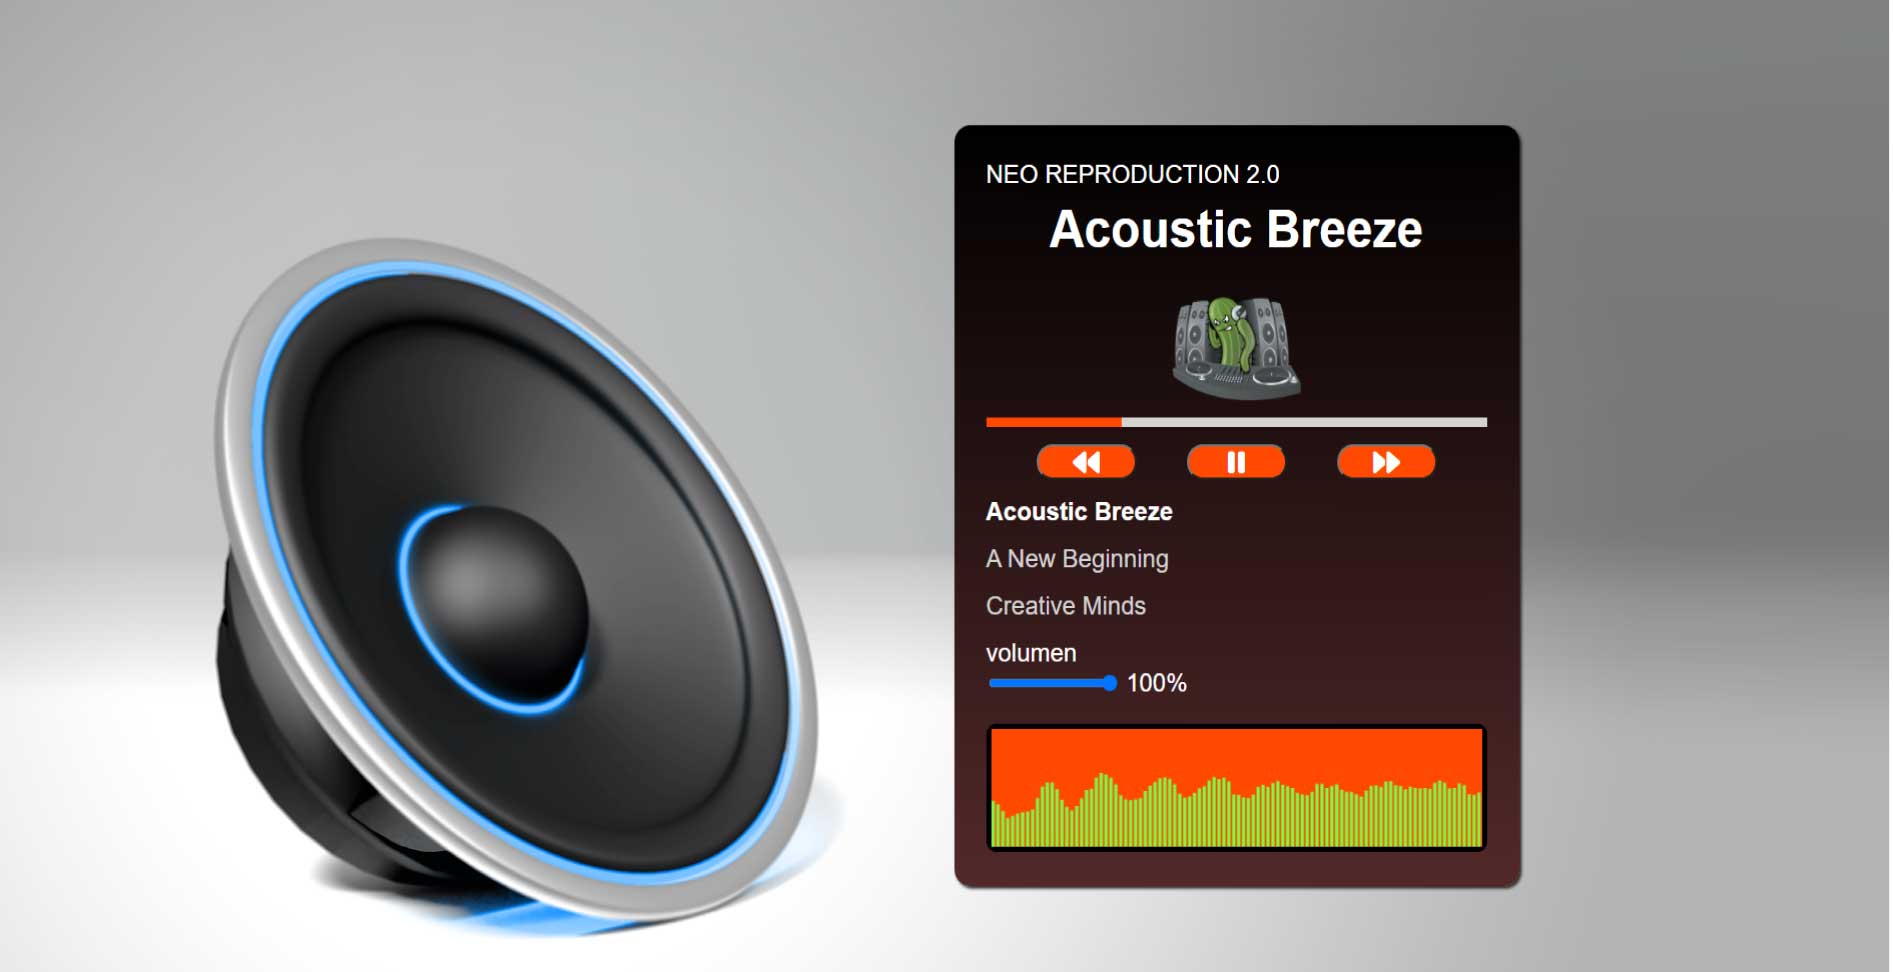 NEO REPRODUCTION 2.0
Acoustic Breeze
Acoustic Breeze
A New Beginning
Creative Minds
volumen
100%